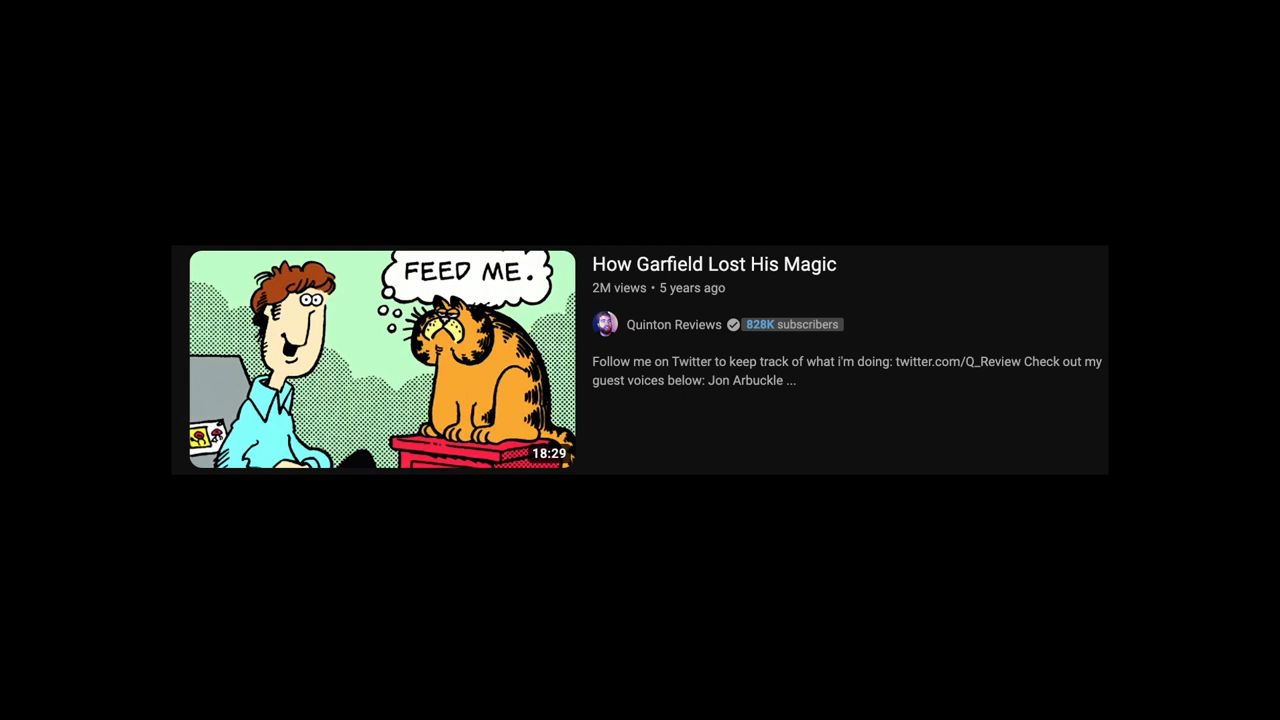 FEED ME.
18:29
How Garfield Lost His Magic
2M views • 5 years ago
Quinton Reviews 828K subscribers
Follow me on Twitter to keep track of what i'm doing: twitter.com/Q_Review Check out my
guest voices below: Jon Arbuckle ...